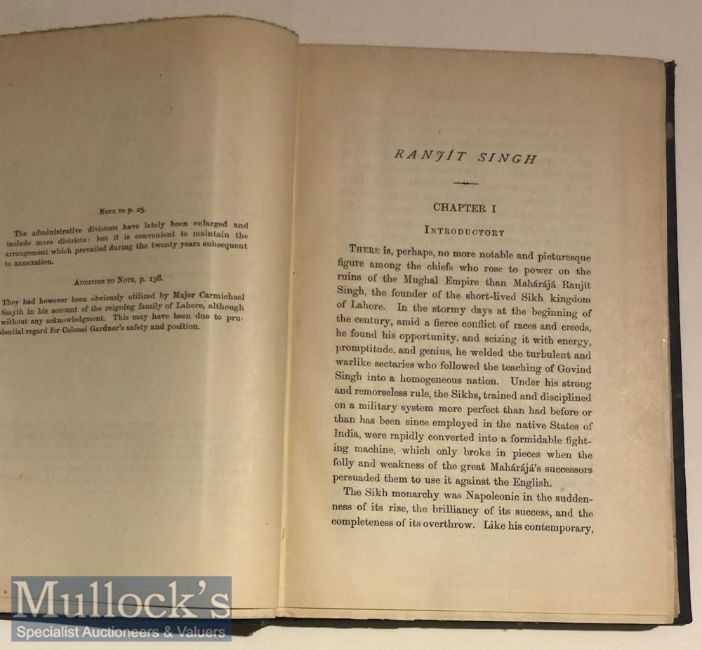 Note to p. 25.
The administrative divisions have lately been enlarged and
include more districts: but it is convenient to maintain the
arrangement which prevailed during the twenty years subsequent
to annexation.
Addition to Note, p. 138.
They had however been obviously utilized by Major Carmichael
Smyth in his account of the reigning family of Lahore, although
without any acknowledgment. This may have been due to pru-
dential regard for Colonel Gardner's safety and position.
RANJÍT SINGH
CHAPTER I
Introductory
There is, perhaps, no more notable and picturesque
figure among the chiefs who rose to power on the
ruins of the Mughal Empire than Mahárájá Ranjít
Singh, the founder of the short-lived Sikh kingdom
of Lahore. In the stormy days at the beginning of
the century, amid a fierce conflict of races and creeds,
he found his opportunity, and seizing it with energy,
promptitude, and genius, he welded the turbulent and
warlike sectaries who followed the teaching of Govind
Singh into a homogeneous nation. Under his strong
and remorseless rule, the Sikhs, trained and disciplined
on a military system more perfect than had before or
than has been since employed in the native States of
India, were rapidly converted into a formidable fight-
ing machine, which only broke in pieces when the
folly and weakness of the great Mahárájá's successors
persuaded them to use it against the English.
The Sikh monarchy was Napoleonic in the sudden-
ness of its rise, the brilliancy of its success, and the
completeness of its overthrow. Like his contemporary,
Mullock's
Specialist Auctioneers & Valuers